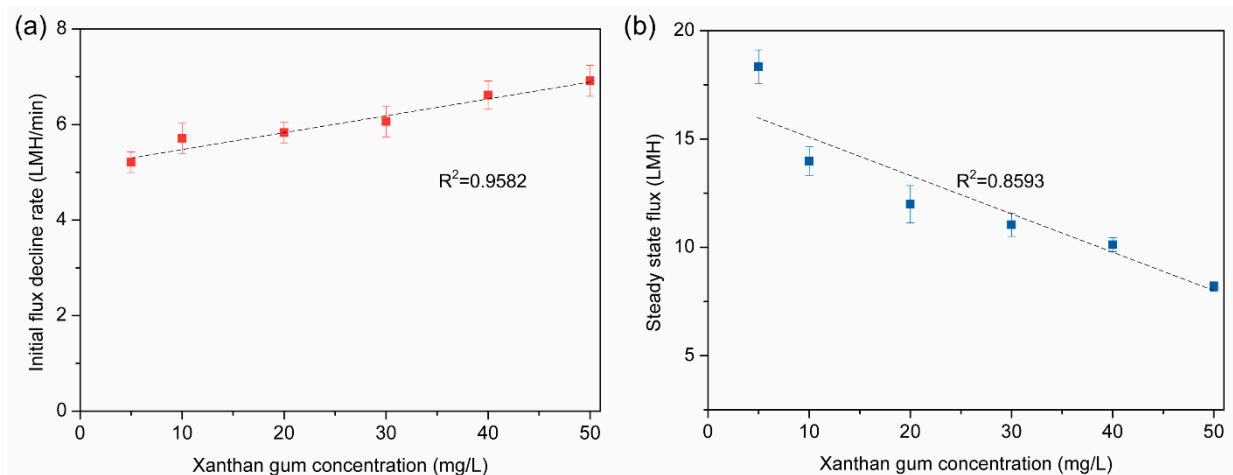 (a)
Initial flux decline rate (LMH/min)
8
6
4
2
0
R²=0.9582
0 10 20 30 40 50
Xanthan gum concentration (mg/L)
(b)
Steady state flux (LMH)
20
15
10
5
R²=0.8593
0 10 20 30 40 50
Xanthan gum concentration (mg/L)